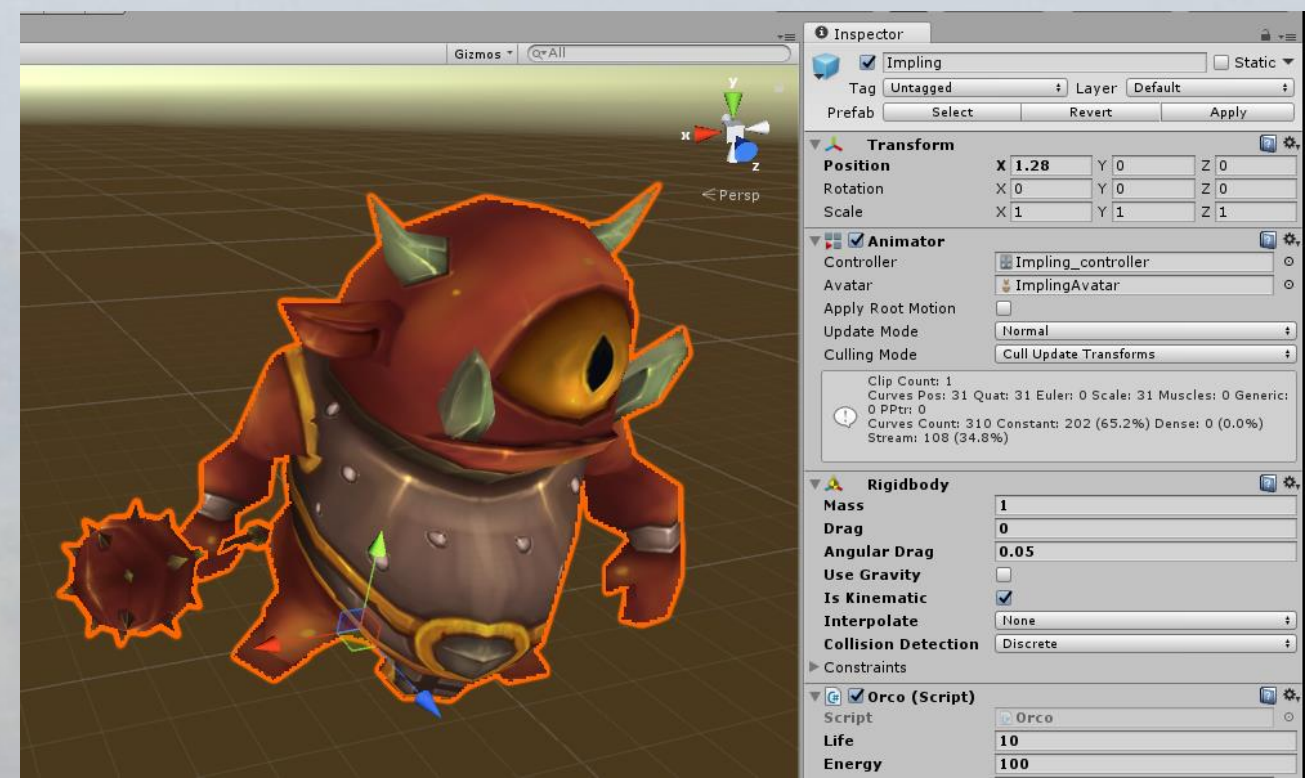 Gizmos All
y
x
z
Persp
Inspector
Impling Static
Tag Untagged Layer Default
Prefab Select Revert Apply
Transform
Position X 1.28 Y 0 Z 0
Rotation X 0 Y 0 Z 0
Scale X 1 Y 1 Z 1
Animator
Controller Impling_controller
Avatar ImplingAvatar
Apply Root Motion
Update Mode Normal
Culling Mode Cull Update Transforms
Clip Count: 1
Curves Pos: 31 Quat: 31 Euler: 0 Scale: 31 Muscles: 0 Generic:
0 PPtr: 0
Curves Count: 310 Constant: 202 (65.2%) Dense: 0 (0.0%)
Stream: 108 (34.8%)
Rigidbody
Mass 1
Drag 0
Angular Drag 0.05
Use Gravity
Is Kinematic
Interpolate None
Collision Detection Discrete
Constraints
Orco (Script)
Script Orco
Life 10
Energy 100